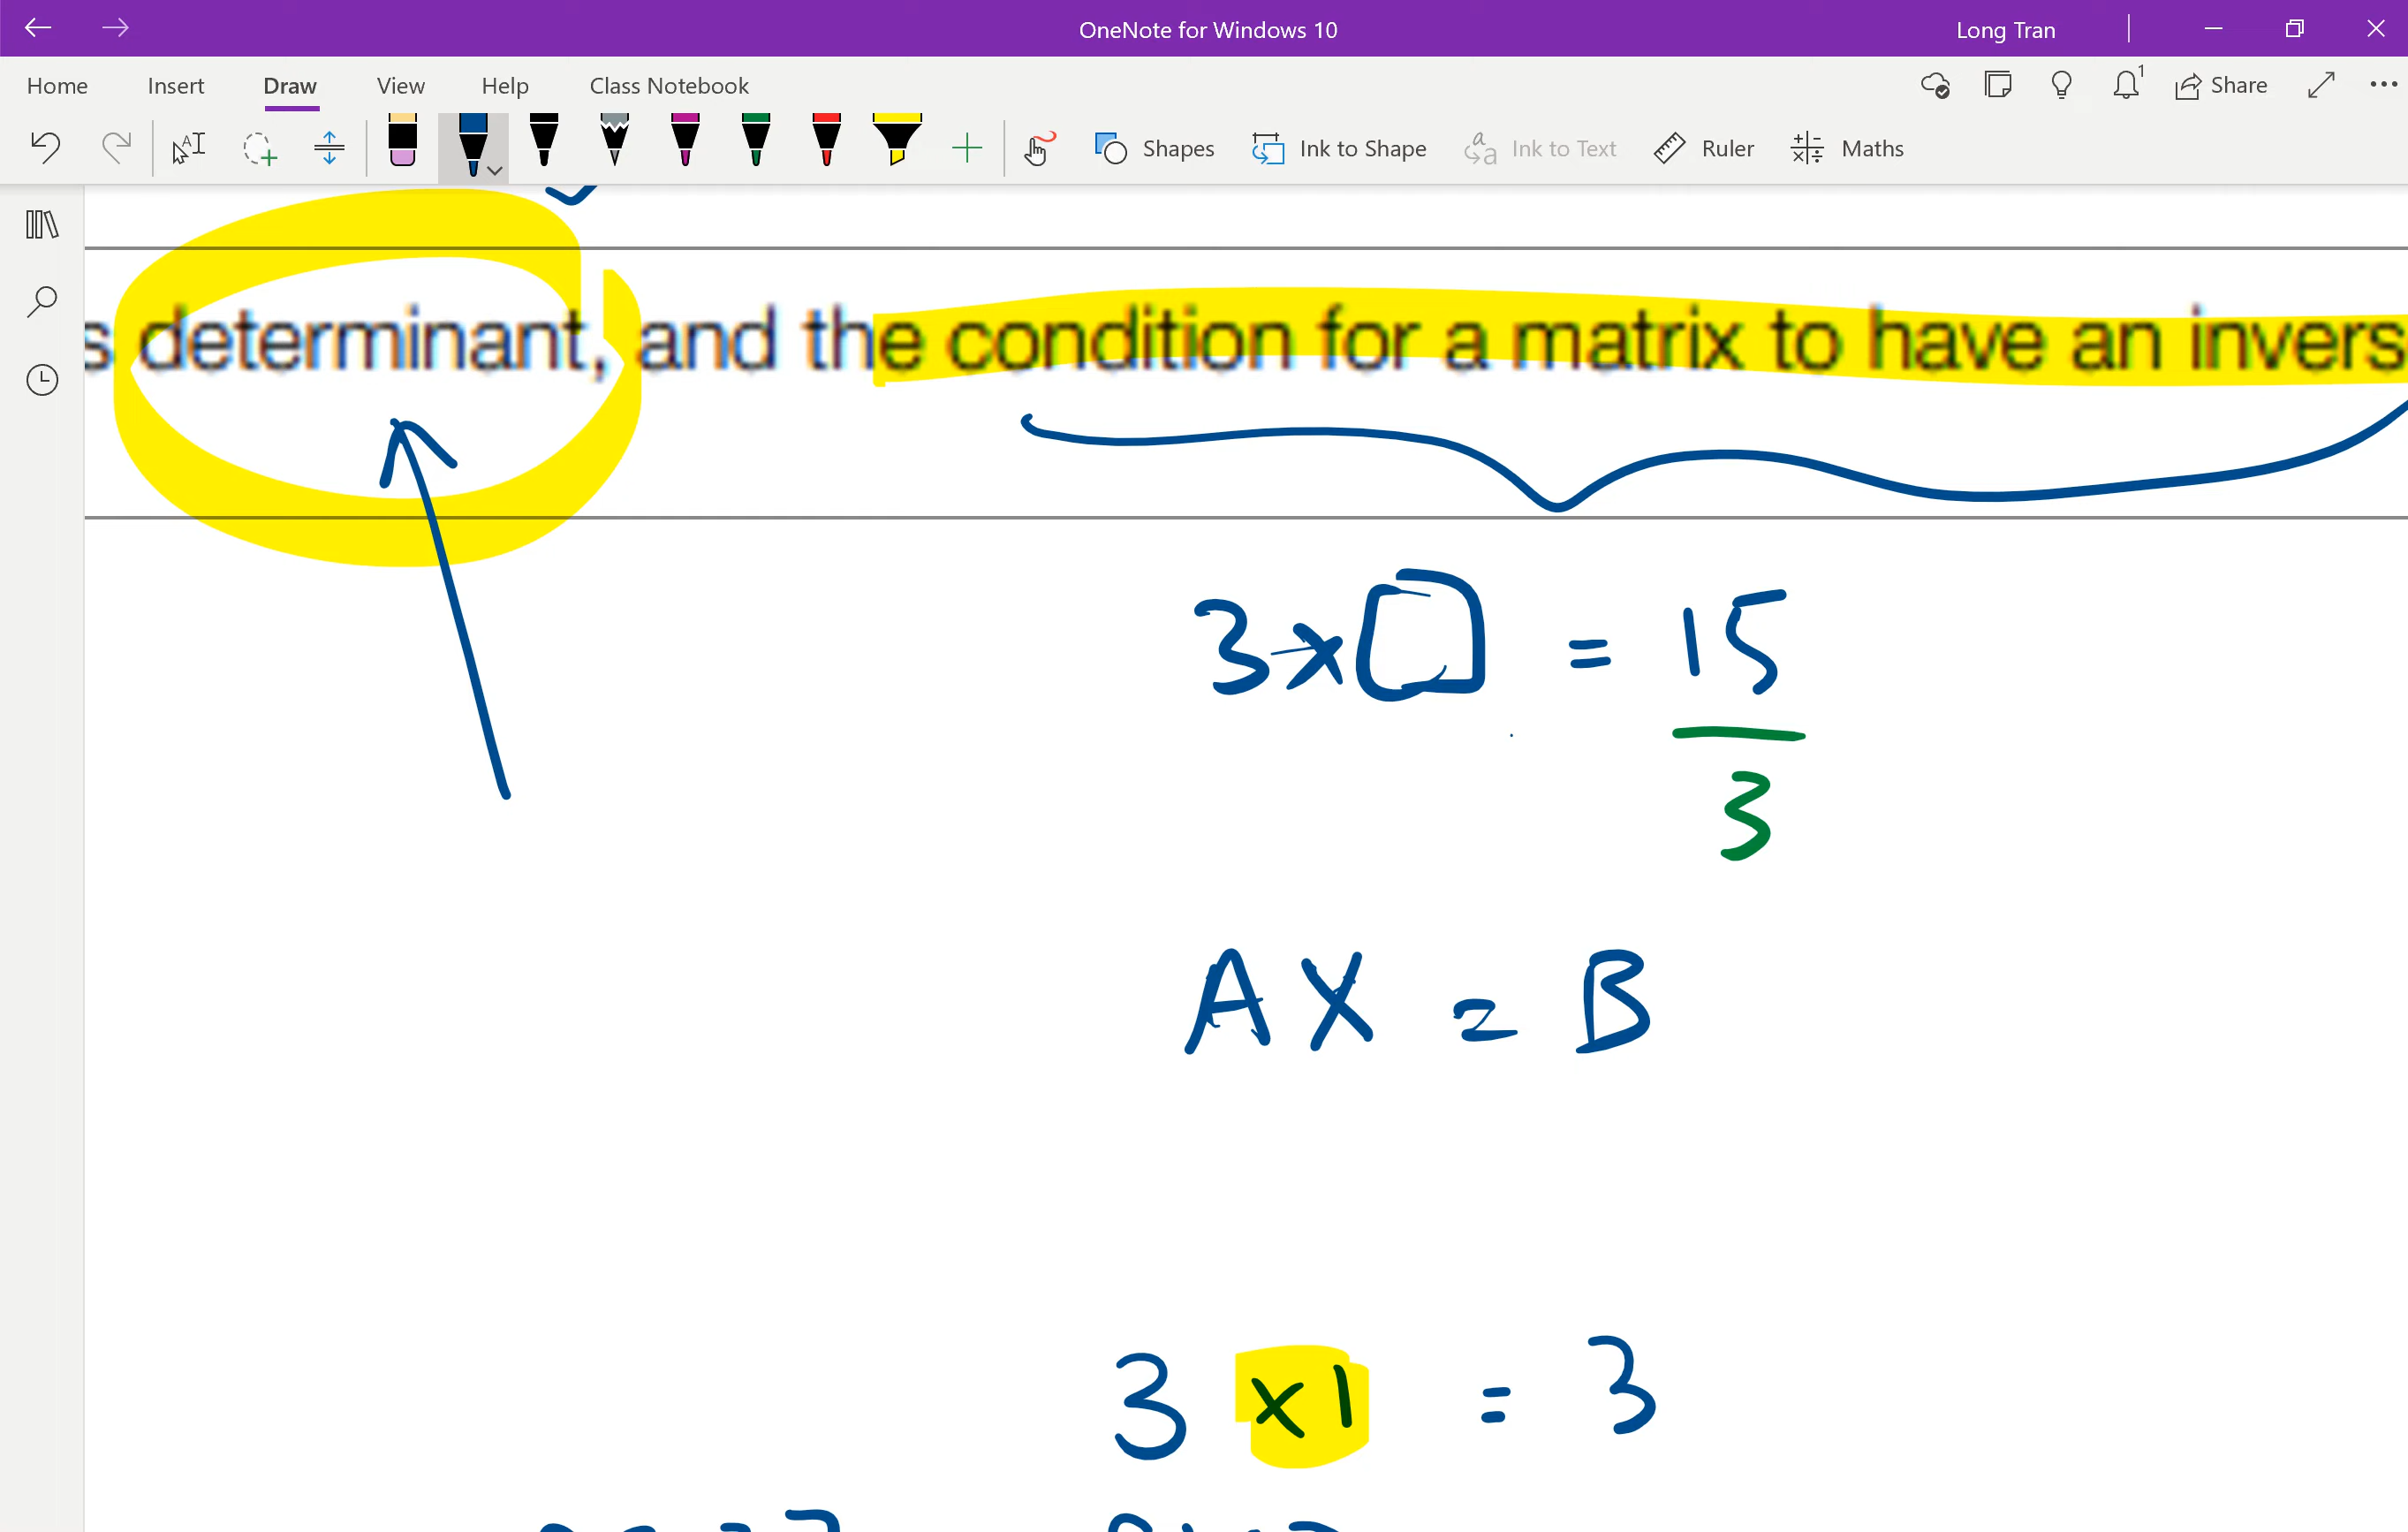 OneNote for Windows 10
Long Tran
Home Insert Draw View Help Class Notebook
1
Share
Shapes Ink to Shape Ink to Text Ruler Maths
s determinant, and the condition for a matrix to have an invers
3 x □ = 15
3
A X = B
3 x 1 = 3